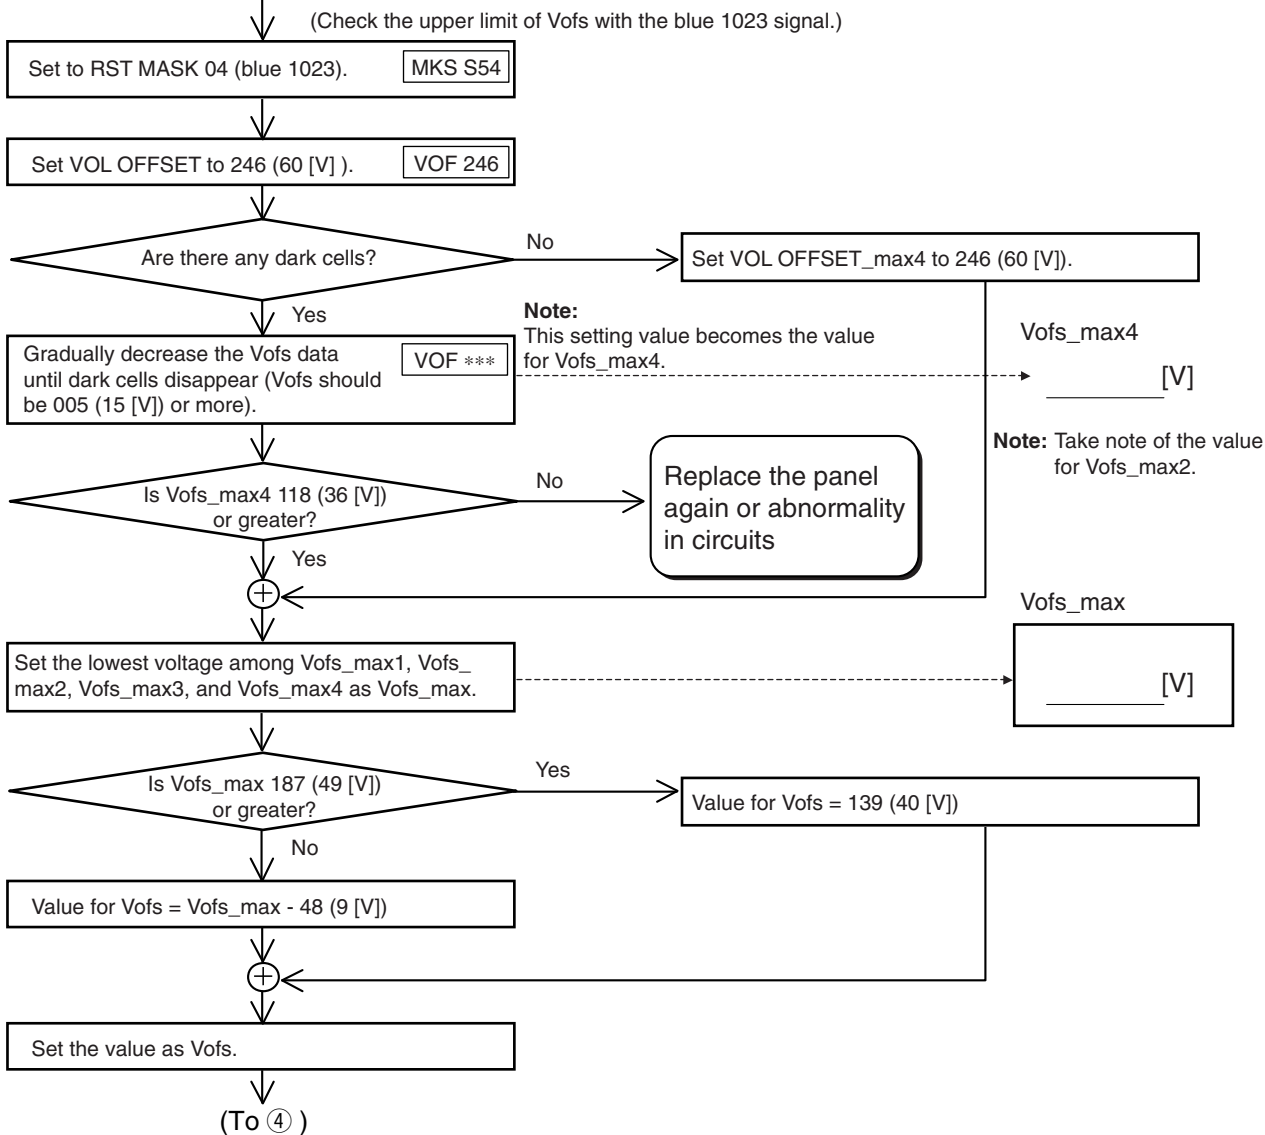 (Check the upper limit of Vofs with the blue 1023 signal.)
Set to RST MASK 04 (blue 1023).
MKS S54
Set VOL OFFSET to 246 (60 [V] ).
VOF 246
Are there any dark cells?
No
Set VOL OFFSET_max4 to 246 (60 [V]).
Yes
Note:
This setting value becomes the value
for Vofs_max4.
Gradually decrease the Vofs data
until dark cells disappear (Vofs should
be 005 (15 [V]) or more).
VOF ***
Vofs_max4
[V]
Note: Take note of the value
for Vofs_max2.
Is Vofs_max4 118 (36 [V])
or greater?
No
Replace the panel
again or abnormality
in circuits
Yes
+
Set the lowest voltage among Vofs_max1, Vofs_
max2, Vofs_max3, and Vofs_max4 as Vofs_max.
Vofs_max
[V]
Is Vofs_max 187 (49 [V])
or greater?
Yes
Value for Vofs = 139 (40 [V])
No
Value for Vofs = Vofs_max - 48 (9 [V])
+
Set the value as Vofs.
(To ④ )